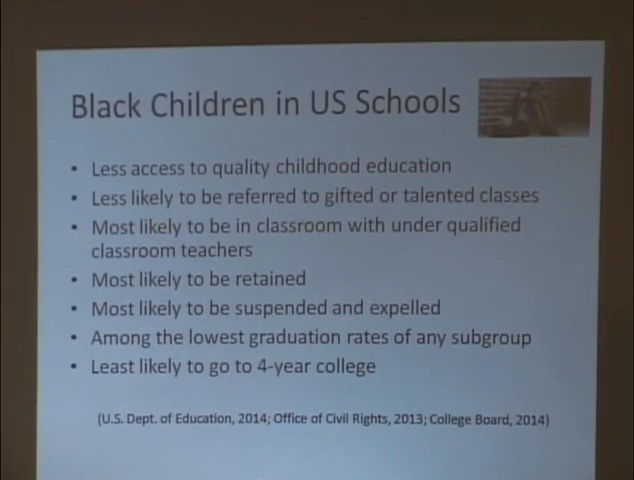 Black Children in US Schools
• Less access to quality childhood education
• Less likely to be referred to gifted or talented classes
• Most likely to be in classroom with under qualified
classroom teachers
• Most likely to be retained
• Most likely to be suspended and expelled
• Among the lowest graduation rates of any subgroup
• Least likely to go to 4-year college
(U.S. Dept. of Education, 2014; Office of Civil Rights, 2013; College Board, 2014)